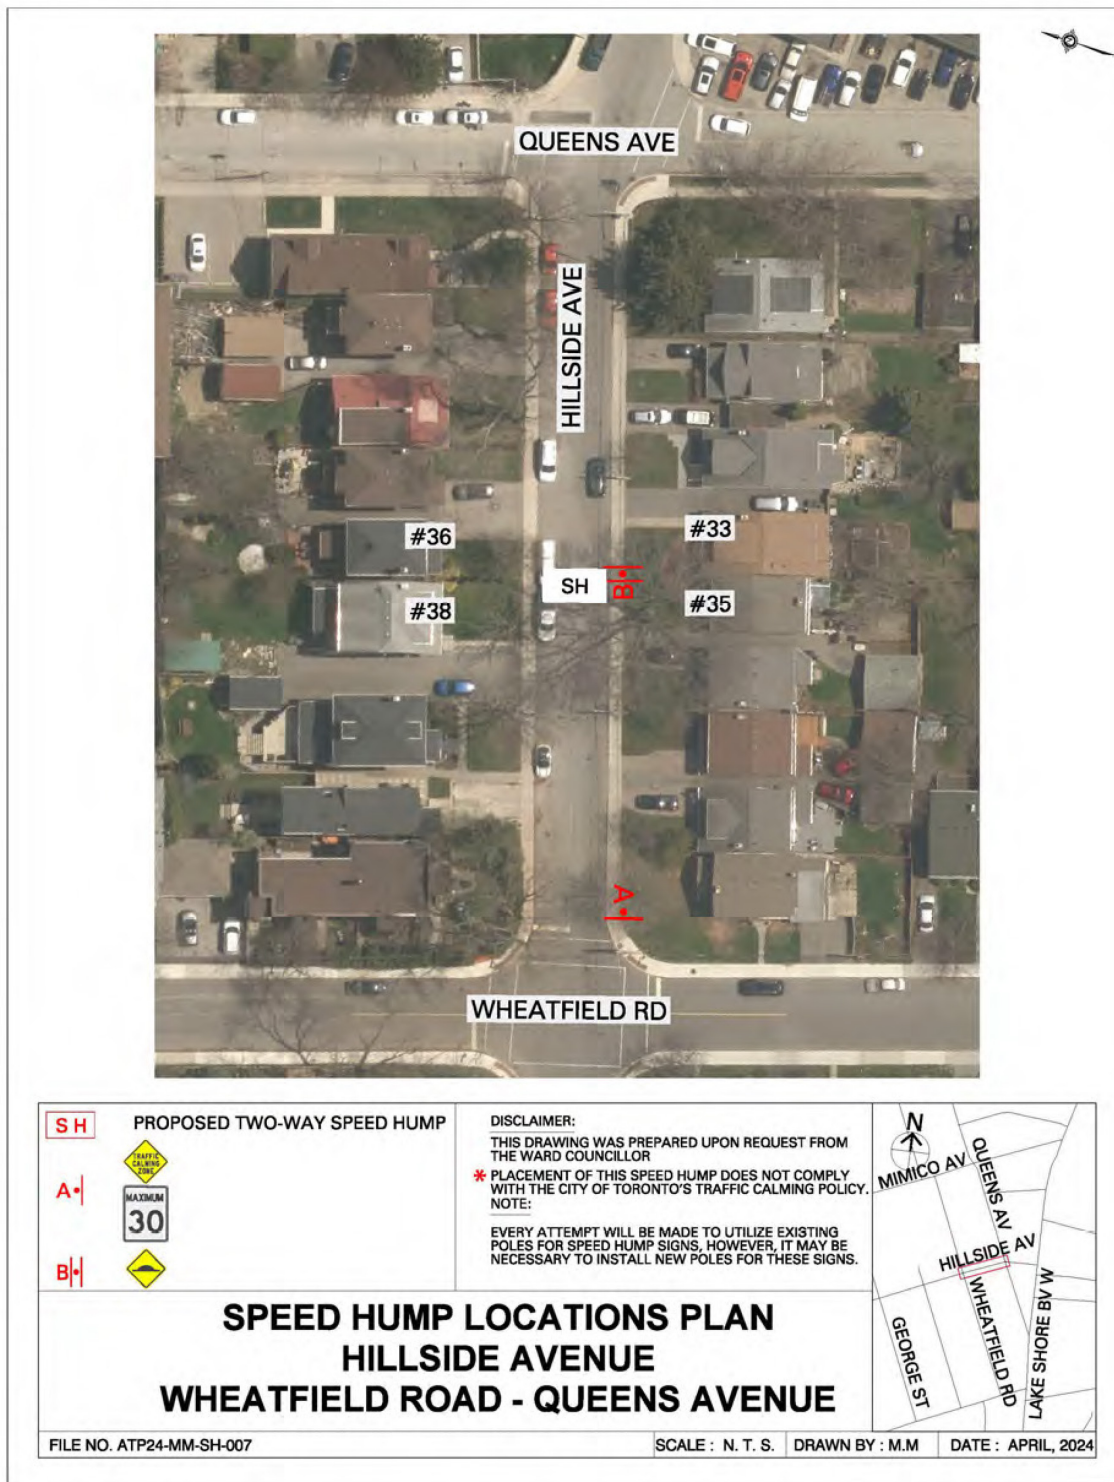 QUEENS AVE
HILLSIDE AVE
#36
#33
SH
B
#38
#35
A
WHEATFIELD RD
SH
PROPOSED TWO-WAY SPEED HUMP
TRAFFIC
CALMING
ZONE
A
MAXIMUM
30
B
DISCLAIMER:
THIS DRAWING WAS PREPARED UPON REQUEST FROM
THE WARD COUNCILLOR
* PLACEMENT OF THIS SPEED HUMP DOES NOT COMPLY
WITH THE CITY OF TORONTO'S TRAFFIC CALMING POLICY.
NOTE:
EVERY ATTEMPT WILL BE MADE TO UTILIZE EXISTING
POLES FOR SPEED HUMP SIGNS, HOWEVER, IT MAY BE
NECESSARY TO INSTALL NEW POLES FOR THESE SIGNS.
N
MIMICO AV
QUEENS AV
HILLSIDE AV
WHEATFIELD RD
GEORGE ST
LAKE SHORE BV W
SPEED HUMP LOCATIONS PLAN
HILLSIDE AVENUE
WHEATFIELD ROAD - QUEENS AVENUE
FILE NO. ATP24-MM-SH-007
SCALE : N. T. S.
DRAWN BY : M.M
DATE : APRIL, 2024